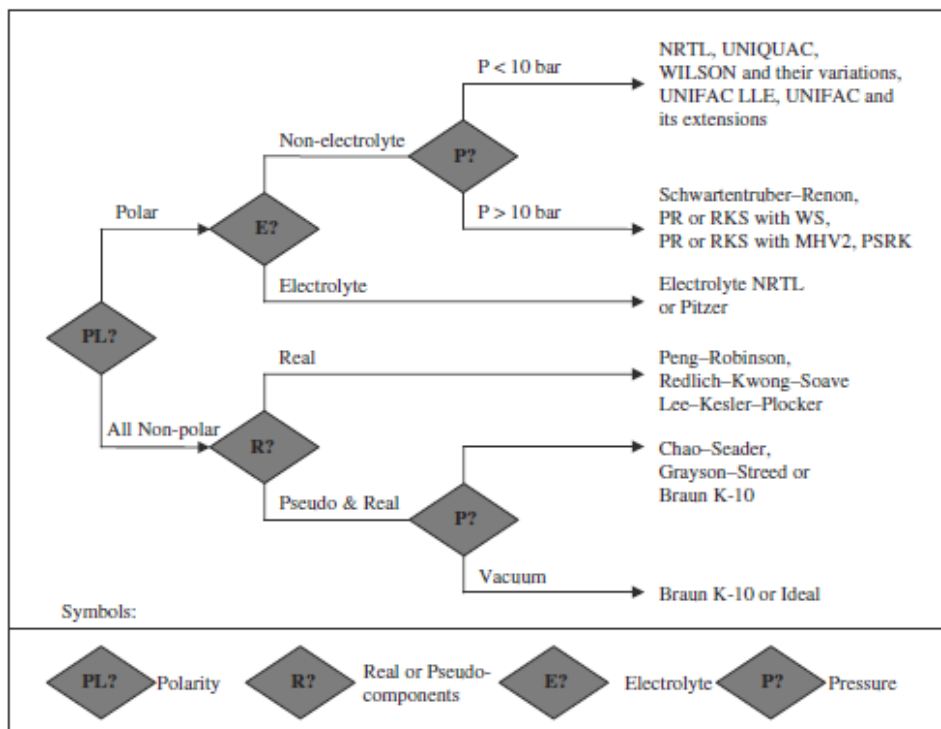 P < 10 bar
NRTL, UNIQUAC,
WILSON and their variations,
UNIFAC LLE, UNIFAC and
its extensions
Non-electrolyte
P?
Polar
E?
P > 10 bar
Schwartentruber–Renon,
PR or RKS with WS,
PR or RKS with MHV2, PSRK
Electrolyte
Electrolyte NRTL
or Pitzer
PL?
Real
Peng–Robinson,
Redlich–Kwong–Soave
Lee–Kesler–Plocker
All Non-polar
R?
Chao–Seader,
Grayson–Streed or
Braun K-10
Pseudo & Real
P?
Vacuum
Braun K-10 or Ideal
Symbols:
PL?
Polarity
R?
Real or Pseudo-
components
E?
Electrolyte
P?
Pressure